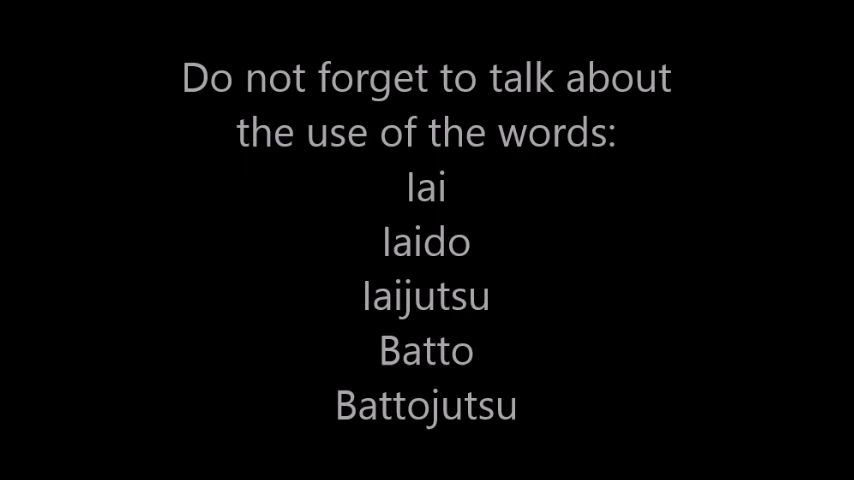 Do not forget to talk about
the use of the words:
Iai
Iaido
Iaijutsu
Batto
Battojutsu